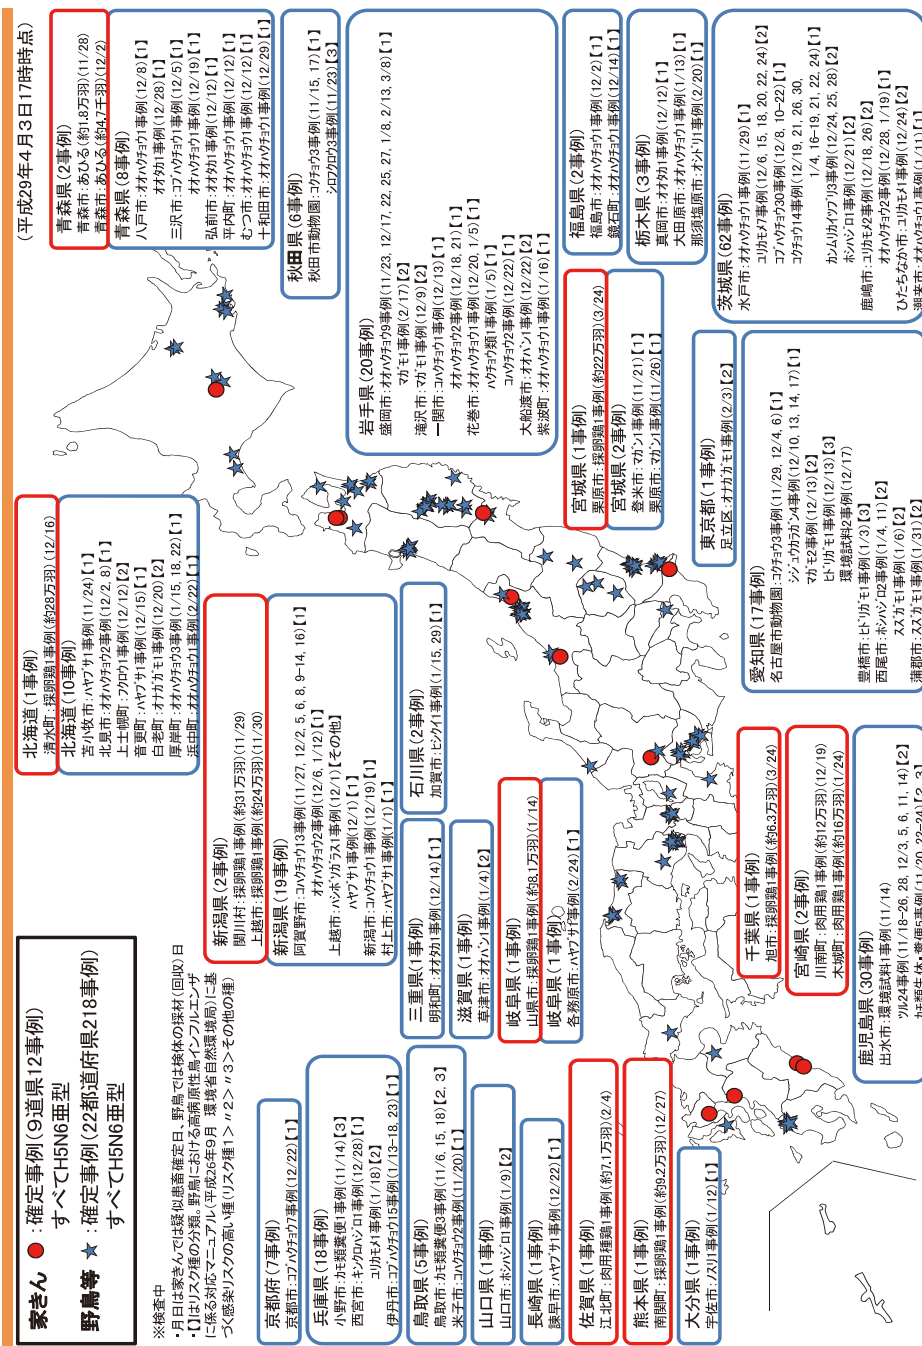 (平成29年4月3日17時時点)
家きん ●:確定事例(9道県12事例)
すべてH5N6亜型
野鳥等 ★:確定事例(22都道府県218事例)
すべてH5N6亜型
※検査中
・月日は家きんでは疑似患畜確定日、野鳥では検体の採材(回収)日
・【】はリスク種の分類。野鳥における高病原性鳥インフルエンザ
に係る対応マニュアル(平成26年9月 環境省自然環境局)に基
づく感染リスクの高い種(リスク種1>〃2>〃3>その他の種)
北海道(1事例)
清水町:採卵鶏1事例(約28万羽)(12/16)
北海道(10事例)
苫小牧市:ハヤブサ1事例(11/24)【1】
北見市:オオハクチョウ2事例(12/2, 8)【1】
上士幌町:フクロウ1事例(12/12)【2】
音更町:ハヤブサ1事例(12/15)【1】
白老町:オナガガモ1事例(12/20)【2】
厚岸町:オオハクチョウ3事例(1/15, 18, 22)【1】
浜中町:オオハクチョウ1事例(2/22)【1】
青森県(2事例)
青森市:あひる(約1.8万羽)(11/28)
青森市:あひる(約4.7千羽)(12/2)
青森県(8事例)
八戸市:オオハクチョウ1事例(12/8)【1】
オオタカ1事例(12/28)【1】
三沢市:コブハクチョウ1事例(12/5)【1】
オオハクチョウ1事例(12/19)【1】
弘前市:オオタカ1事例(12/12)【1】
平内町:オオハクチョウ1事例(12/12)【1】
むつ市:オオハクチョウ1事例(12/12)【1】
十和田市:オオハクチョウ1事例(12/29)【1】
秋田県(6事例)
秋田市動物園:コクチョウ3事例(11/15, 17)【1】
シロフクロウ3事例(11/23)【3】
岩手県(20事例)
盛岡市:オオハクチョウ9事例(11/23, 12/17, 22, 25, 27, 1/8, 2/13, 3/8)【1】
マガモ1事例(2/17)【2】
滝沢市:マガモ1事例(12/9)【2】
一関市:コハクチョウ1事例(12/13)【1】
オオハクチョウ2事例(12/18, 21)【1】
花巻市:オオハクチョウ1事例(12/20, 1/5)【1】
ハクチョウ類1事例(1/5)【1】
コハクチョウ2事例(12/22)【1】
大船渡市:オオバン1事例(12/22)【2】
紫波町:オオハクチョウ1事例(1/16)【1】
宮城県(1事例)
栗原市:採卵鶏1事例(約22万羽)(3/24)
宮城県(2事例)
登米市:マガン1事例(11/21)【1】
栗原市:マガン1事例(11/26)【1】
福島県(2事例)
福島市:オオハクチョウ1事例(12/2)【1】
鏡石町:オオハクチョウ1事例(12/14)【1】
栃木県(3事例)
真岡市:オオタカ1事例(12/12)【1】
大田原市:オオハクチョウ1事例(1/13)【1】
那須塩原市:オシドリ1事例(2/20)【1】
茨城県(62事例)
水戸市:オオハクチョウ1事例(11/29)【1】
ユリカモメ7事例(12/6, 15, 18, 20, 22, 24)【2】
コブハクチョウ30事例(12/8, 10-22)【1】
コクチョウ14事例(12/19, 21, 26, 30,
1/4, 16-19, 21, 22, 24)【1】
カンムリカイツブリ3事例(12/24, 25, 28)【2】
ホシハジロ1事例(12/21)【2】
鹿嶋市:ユリカモメ2事例(12/18, 26)【2】
オオハクチョウ2事例(12/28, 1/19)【1】
ひたちなか市:ユリカモメ1事例(12/24)【2】
潮来市:オオハクチョウ1事例(1/11)【1】
東京都(1事例)
足立区:オナガガモ1事例(2/3)【2】
愛知県(17事例)
名古屋市動物園:コクチョウ3事例(11/29, 12/4, 6)【1】
シジュウカラガン4事例(12/10, 13, 14, 17)【1】
マガモ2事例(12/13)【2】
ヒドリガモ1事例(12/13)【3】
環境試料2事例(12/17)
豊橋市:ヒドリガモ1事例(1/3)【3】
西尾市:ホシハジロ2事例(1/4, 11)【2】
スズガモ1事例(1/6)【2】
蒲郡市:スズガモ1事例(1/31)【2】
新潟県(2事例)
関川村:採卵鶏1事例(約31万羽)(11/29)
上越市:採卵鶏1事例(約24万羽)(11/30)
新潟県(19事例)
阿賀野市:コハクチョウ13事例(11/27, 12/2, 5, 6, 8, 9-14, 16)【1】
オオハクチョウ2事例(12/6, 1/12)【1】
上越市:ハシボソガラス1事例(12/1)【その他】
ハヤブサ1事例(12/1)【1】
新潟市:コハクチョウ1事例(12/19)【1】
村上市:ハヤブサ1事例(1/1)【1】
石川県(2事例)
加賀市:ヒシクイ1事例(1/15, 29)【1】
三重県(1事例)
明和町:オオタカ1事例(12/14)【1】
滋賀県(1事例)
草津市:オオバン1事例(1/4)【2】
岐阜県(1事例)
山県市:採卵鶏1事例(約8.1万羽)(1/14)
岐阜県(1事例)
各務原市:ハヤブサ1事例(2/24)【1】
千葉県(1事例)
旭市:採卵鶏1事例(約6.3万羽)(3/24)
宮崎県(2事例)
川南町:肉用鶏1事例(約12万羽)(12/19)
木城町:肉用鶏1事例(約16万羽)(1/24)
鹿児島県(30事例)
出水市:環境試料1事例(11/14)
ツル24事例(11/18-26, 28, 12/3, 5, 6, 11, 14)【2】
カモ類生体・糞便5事例(11/20, 22-24)【2, 3】
京都府(7事例)
京都市:コブハクチョウ7事例(12/22)【1】
兵庫県(18事例)
小野市:カモ類糞便1事例(11/14)【3】
西宮市:キンクロハジロ1事例(12/28)【1】
ユリカモメ1事例(1/18)【2】
伊丹市:コブハクチョウ15事例(1/13-18, 23)【1】
鳥取県(5事例)
鳥取市:カモ類糞便3事例(11/6, 15, 18)【2, 3】
米子市:コハクチョウ2事例(11/20)【1】
山口県(1事例)
山口市:ホシハジロ1事例(1/9)【2】
長崎県(1事例)
諫早市:ハヤブサ1事例(12/22)【1】
佐賀県(1事例)
江北町:肉用種鶏1事例(約7.1万羽)(2/4)
熊本県(1事例)
南関町:採卵鶏1事例(約9.2万羽)(12/27)
大分県(1事例)
宇佐市:ノスリ1事例(1/12)【1】